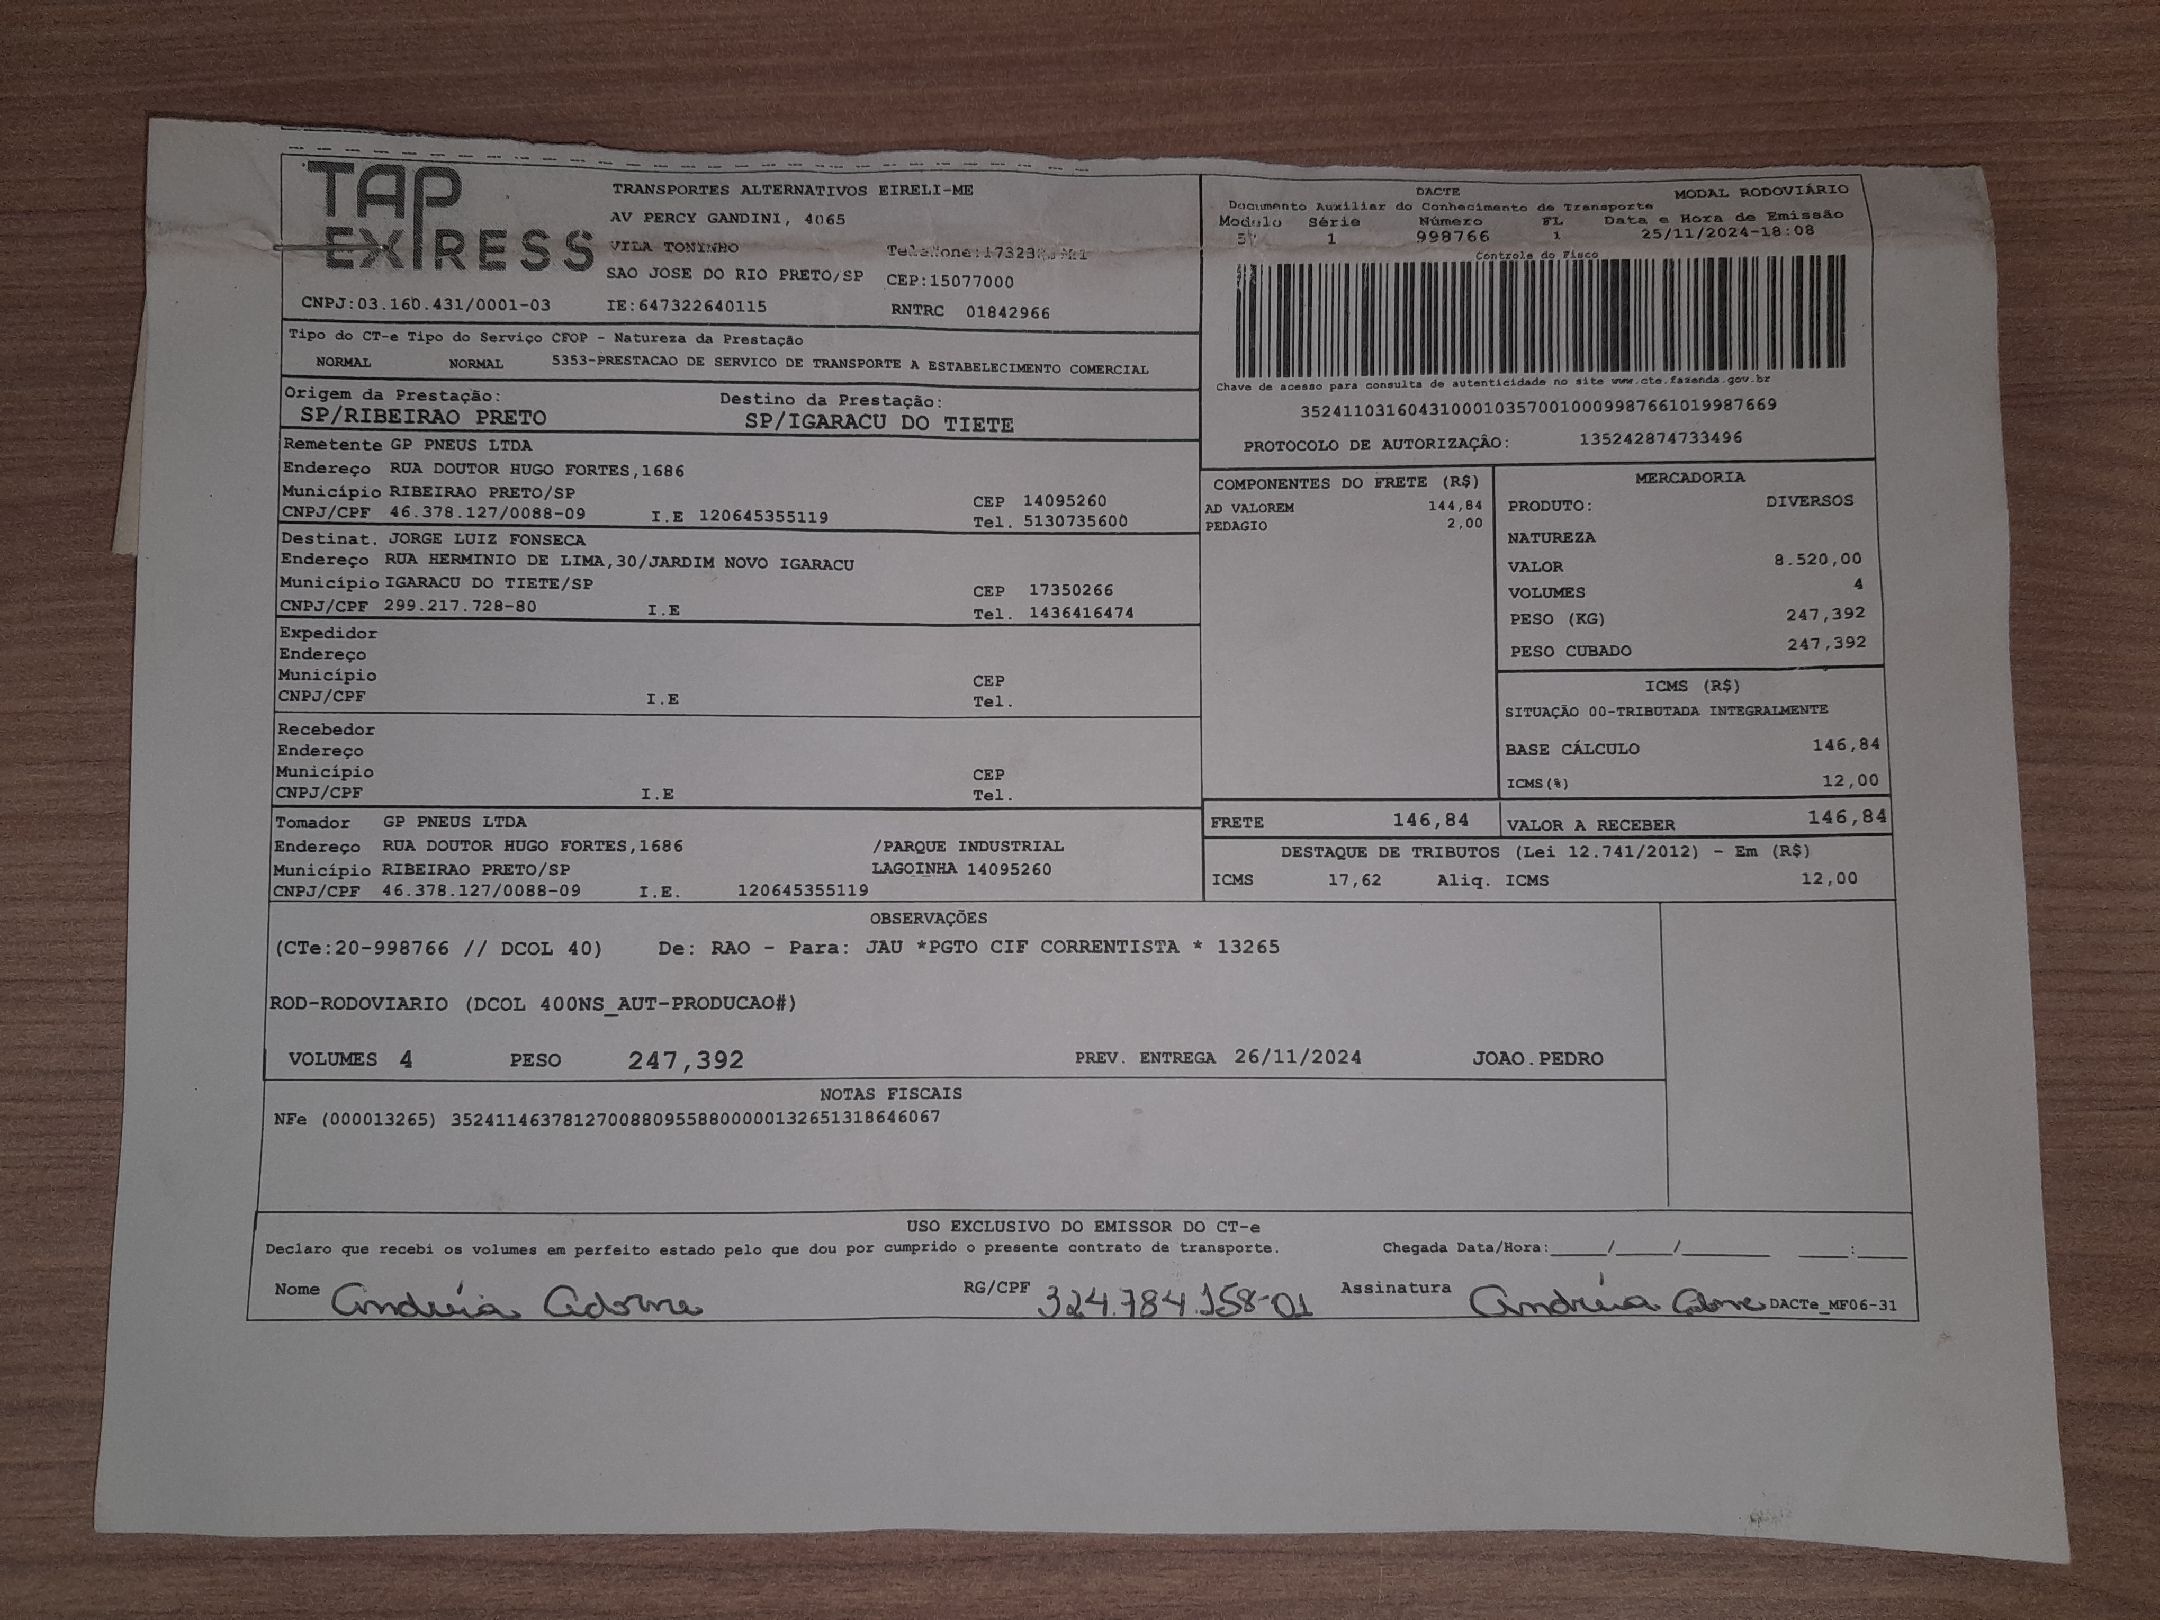 TAP EXPRESS
TRANSPORTES ALTERNATIVOS EIRELI-ME
AV PERCY GANDINI, 4065
VILA TONINHO
SAO JOSE DO RIO PRETO/SP CEP:15077000
CNPJ:03.160.431/0001-03 IE:647322640115 RNTRC 01842966
DACTE MODAL RODOVIÁRIO
Documento Auxiliar do Conhecimento de Transporte
Modulo Série Número FL Data e Hora de Emissão
1 998766 1 25/11/2024-18:08
Controle do Fisco
Chave de acesso para consulta de autenticidade no site www.cte.fazenda.gov.br
35241103160431000103570010009987661019987669
PROTOCOLO DE AUTORIZAÇÂO: 135242874733496
Tipo do CT-e Tipo do Serviço CFOP - Natureza da Prestação
NORMAL NORMAL 5353-PRESTACAO DE SERVICO DE TRANSPORTE A ESTABELECIMENTO COMERCIAL
Origem da Prestação: Destino da Prestação:
SP/RIBEIRAO PRETO SP/IGARACU DO TIETE
Remetente GP PNEUS LTDA
Endereço RUA DOUTOR HUGO FORTES,1686
Município RIBEIRAO PRETO/SP CEP 14095260
CNPJ/CPF 46.378.127/0088-09 I.E 120645355119 Tel. 5130735600
Destinat. JORGE LUIZ FONSECA
Endereço RUA HERMINIO DE LIMA,30/JARDIM NOVO IGARACU
Município IGARACU DO TIETE/SP CEP 17350266
CNPJ/CPF 299.217.728-80 I.E Tel. 1436416474
Expedidor
Endereço
Município CEP
CNPJ/CPF I.E Tel.
Recebedor
Endereço
Município CEP
CNPJ/CPF I.E Tel.
Tomador GP PNEUS LTDA
Endereço RUA DOUTOR HUGO FORTES,1686 /PARQUE INDUSTRIAL
Município RIBEIRAO PRETO/SP LAGOINHA 14095260
CNPJ/CPF 46.378.127/0088-09 I.E. 120645355119
COMPONENTES DO FRETE (R$)
AD VALOREM 144,84
PEDAGIO 2,00
MERCADORIA
PRODUTO: DIVERSOS
NATUREZA
VALOR 8.520,00
VOLUMES 4
PESO (KG) 247,392
PESO CUBADO 247,392
ICMS (R$)
SITUAÇÃO 00-TRIBUTADA INTEGRALMENTE
BASE CÁLCULO 146,84
ICMS(%) 12,00
FRETE 146,84 VALOR A RECEBER 146,84
DESTAQUE DE TRIBUTOS (Lei 12.741/2012) - Em (R$)
ICMS 17,62 Aliq. ICMS 12,00
OBSERVAÇÕES
(CTe:20-998766 // DCOL 40) De: RAO - Para: JAU *PGTO CIF CORRENTISTA * 13265
ROD-RODOVIARIO (DCOL 400NS_AUT-PRODUCAO#)
VOLUMES 4 PESO 247,392 PREV. ENTREGA 26/11/2024 JOAO.PEDRO
NOTAS FISCAIS
NFe (000013265) 35241146378127008809558800000132651318646067
USO EXCLUSIVO DO EMISSOR DO CT-e
Declaro que recebi os volumes em perfeito estado pelo que dou por cumprido o presente contrato de transporte. Chegada Data/Hora:____/____/______ ____:____
Nome Andréia Adorne RG/CPF 324.784.158-01 Assinatura Andréia DACTe_MF06-31